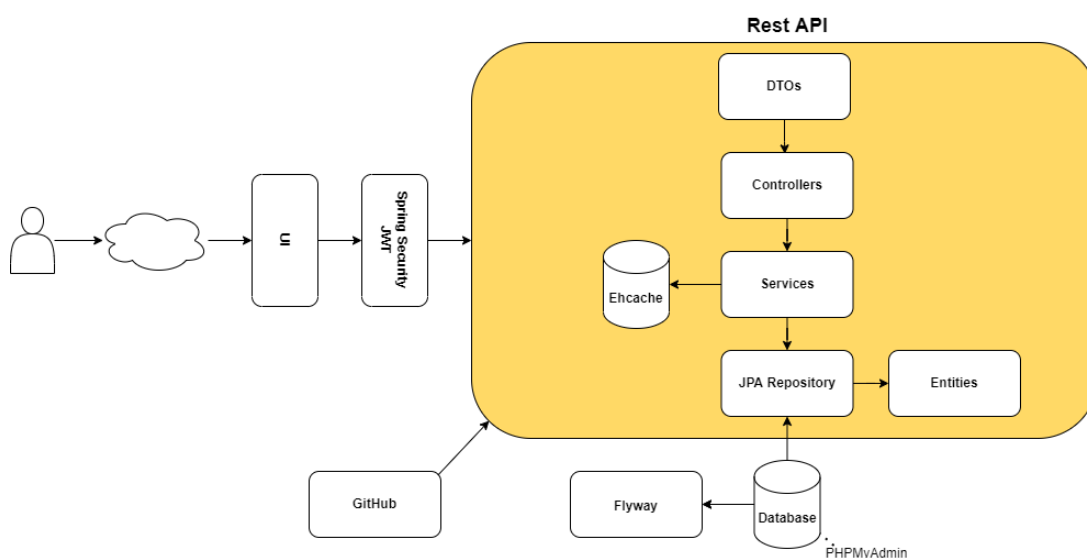 Rest API
DTOs
Controllers
UI
Spring Security
JWT
Ehcache
Services
JPA Repository
Entities
GitHub
Flyway
Database
PHPMyAdmin